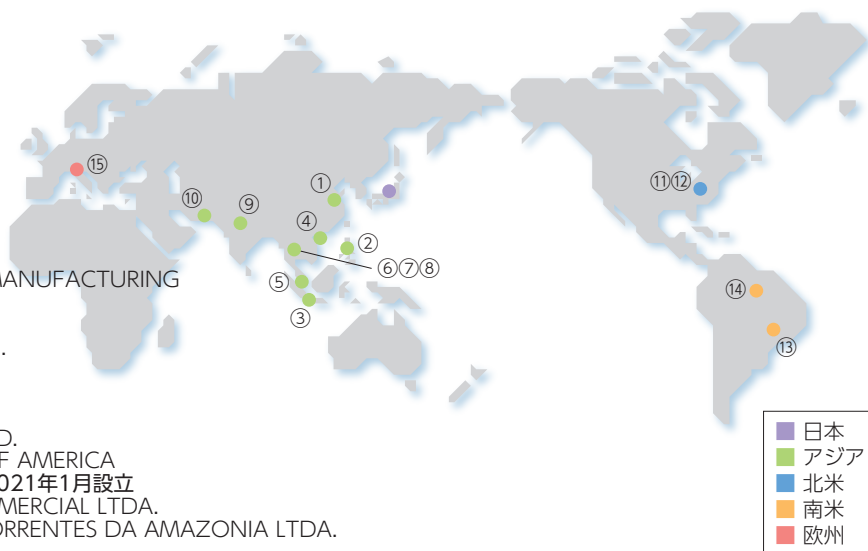 ⑮
①
⑩
⑨
④
②
⑥⑦⑧
⑤
③
⑪⑫
⑭
⑬
MANUFACTURING
.
D.
F AMERICA
021年1月設立
MERCIAL LTDA.
ORRENTES DA AMAZONIA LTDA.
日本
アジア
北米
南米
欧州